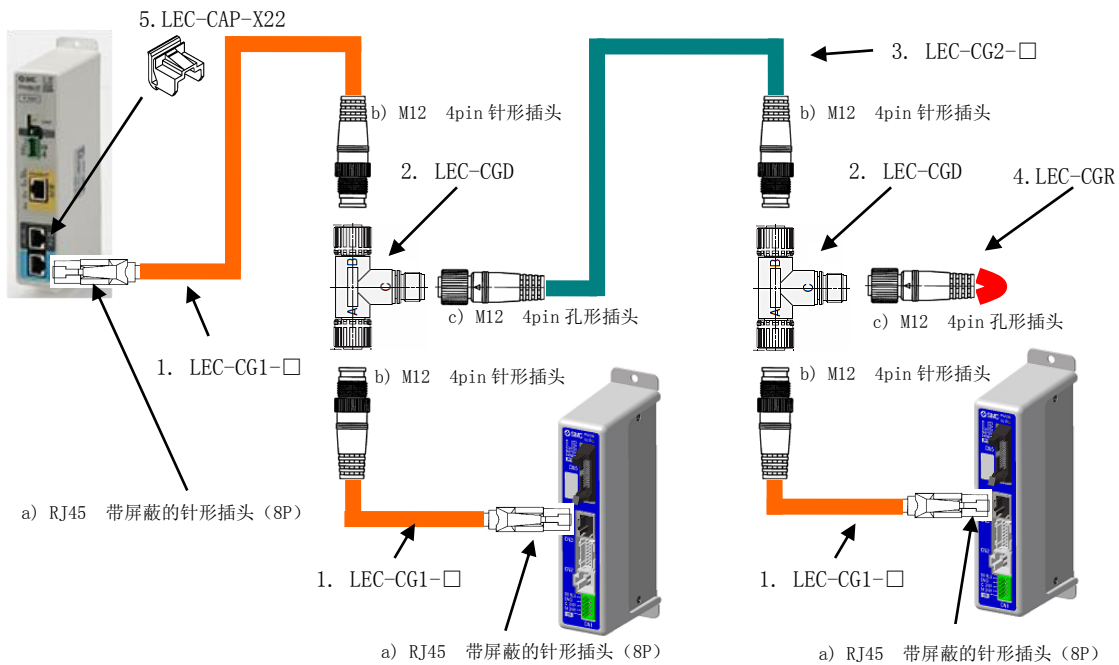 5.LEC-CAP-X22
3. LEC-CG2-□
b) M12 4pin 针形插头
b) M12 4pin 针形插头
2. LEC-CGD
2. LEC-CGD
4.LEC-CGR
B
A
C
B
A
C
c) M12 4pin 孔形插头
c) M12 4pin 孔形插头
1. LEC-CG1-□
b) M12 4pin 针形插头
b) M12 4pin 针形插头
SMC
SMC
SMC
a) RJ45 带屏蔽的针形插头（8P）
1. LEC-CG1-□
1. LEC-CG1-□
a) RJ45 带屏蔽的针形插头（8P）
a) RJ45 带屏蔽的针形插头（8P）